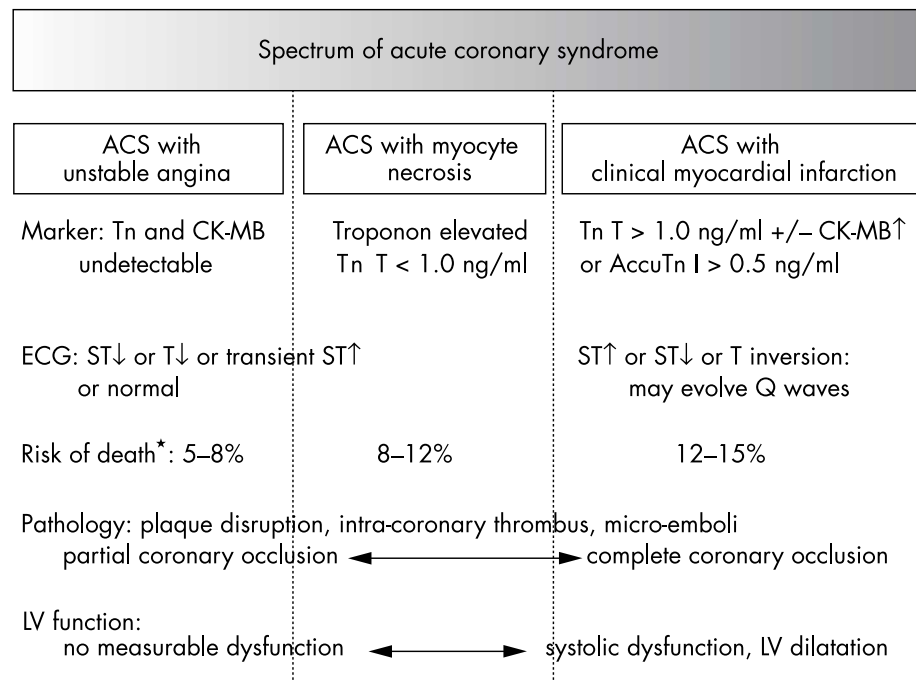 Spectrum of acute coronary syndrome
ACS with
unstable angina
ACS with myocyte
necrosis
ACS with
clinical myocardial infarction
Marker: Tn and CK-MB
undetectable
Troponon elevated
Tn T < 1.0 ng/ml
Tn T > 1.0 ng/ml +/– CK-MB↑
or AccuTn I > 0.5 ng/ml
ECG: ST↓ or T↓ or transient ST↑
or normal
ST↑ or ST↓ or T inversion:
may evolve Q waves
Risk of death★: 5–8%
8–12%
12–15%
Pathology: plaque disruption, intra-coronary thrombus, micro-emboli
partial coronary occlusion
complete coronary occlusion
LV function:
no measurable dysfunction
systolic dysfunction, LV dilatation